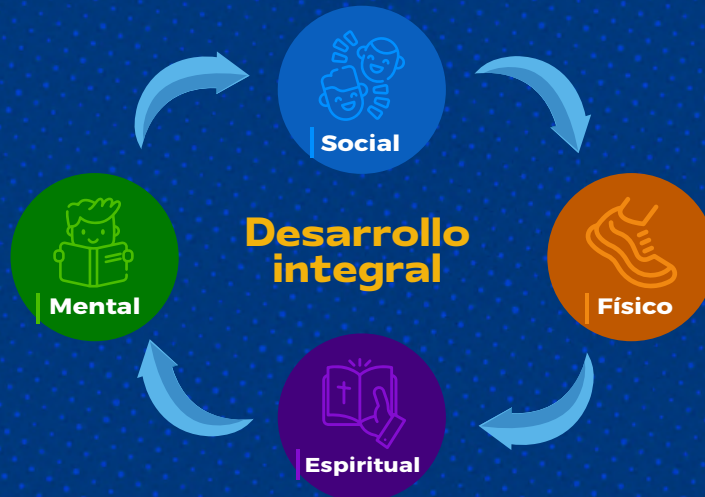 Social
Desarrollo
integral
Mental
Físico
Espiritual